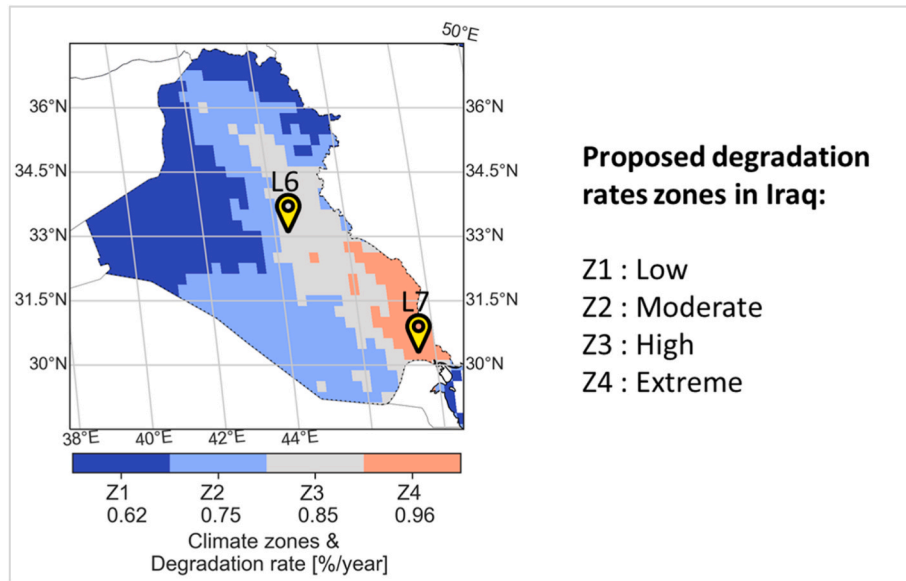 50°E
36°N
36°N
34.5°N
34.5°N
L6
33°N
33°N
31.5°N
31.5°N
L7
30°N
30°N
38°E 40°E 42°E 44°E
Z1 Z2 Z3 Z4
0.62 0.75 0.85 0.96
Climate zones &
Degradation rate [%/year]
Proposed degradation
rates zones in Iraq:
Z1 : Low
Z2 : Moderate
Z3 : High
Z4 : Extreme